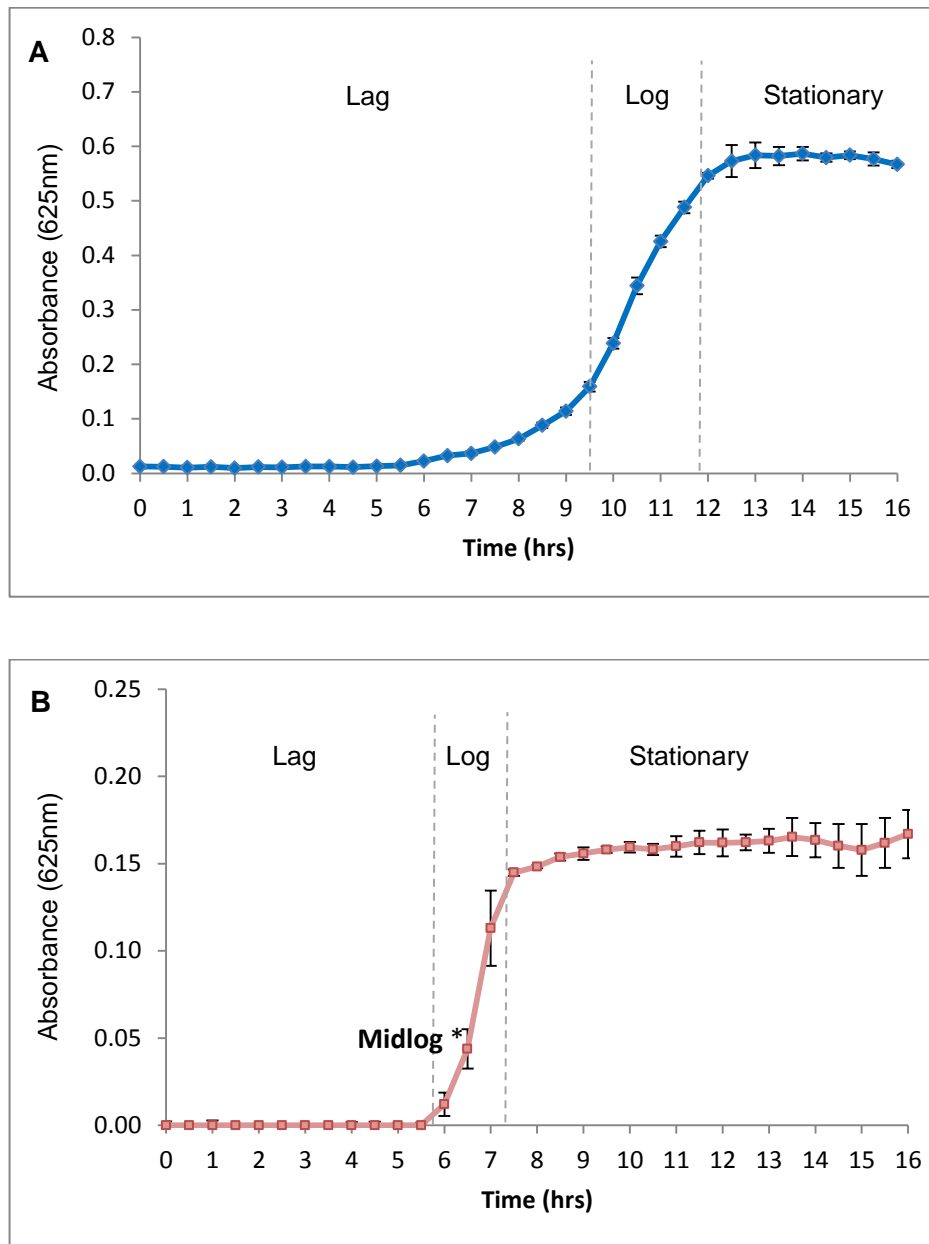 A
Lag
Log
Stationary
Absorbance (625nm)
0.8
0.7
0.6
0.5
0.4
0.3
0.2
0.1
0.0
0 1 2 3 4 5 6 7 8 9 10 11 12 13 14 15 16
Time (hrs)
B
Lag
Log
Stationary
Absorbance (625nm)
0.25
0.20
0.15
0.10
0.05
0.00
Midlog *
0 1 2 3 4 5 6 7 8 9 10 11 12 13 14 15 16
Time (hrs)